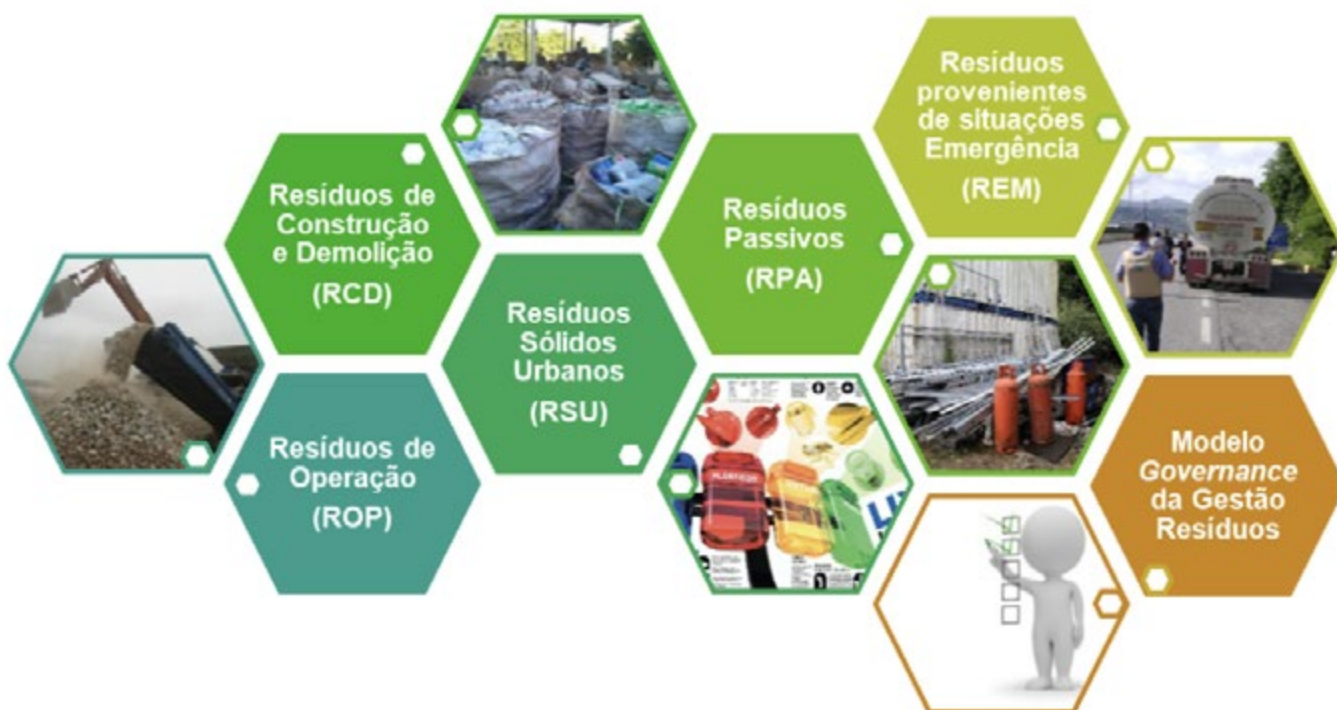 Resíduos de
Construção
e Demolição
(RCD)
Resíduos de
Operação
(ROP)
Resíduos
Sólidos
Urbanos
(RSU)
Resíduos
Passivos
(RPA)
Resíduos
provenientes
de situações
Emergência
(REM)
Modelo
Governance
da Gestão
Resíduos